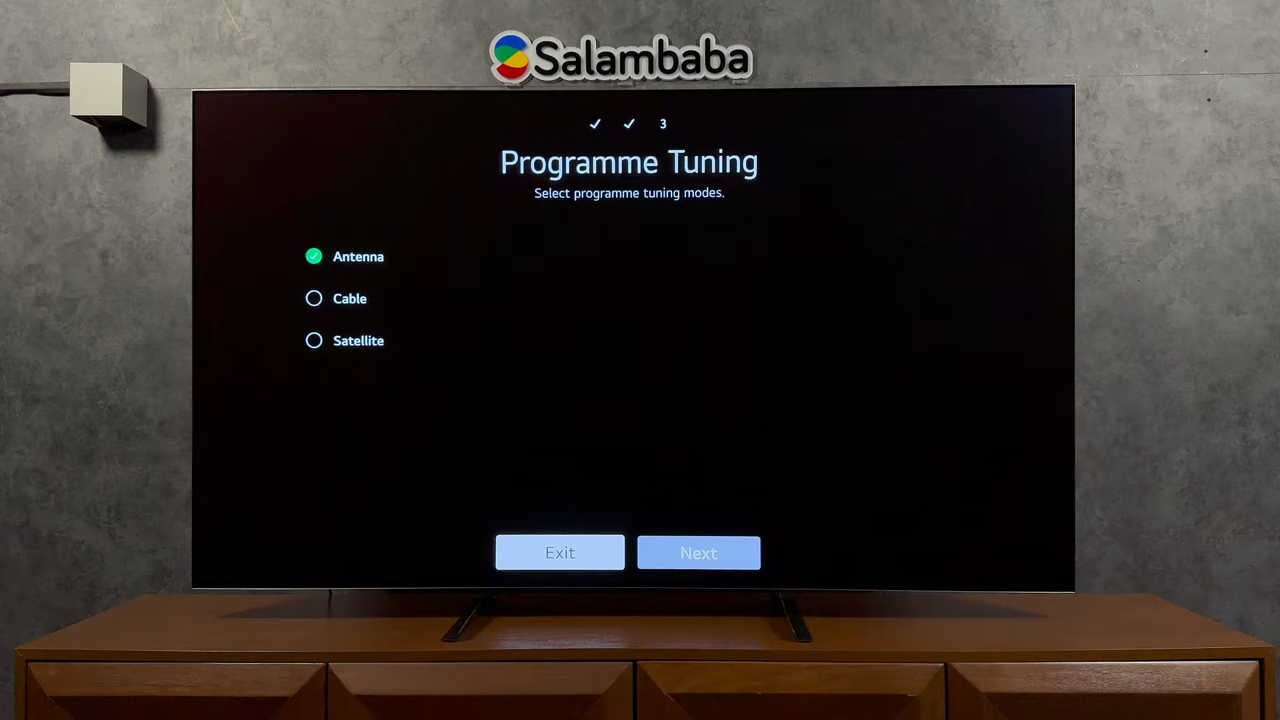 Salambaba
3
Programme Tuning
Select programme tuning modes.
Antenna
Cable
Satellite
Exit
Next